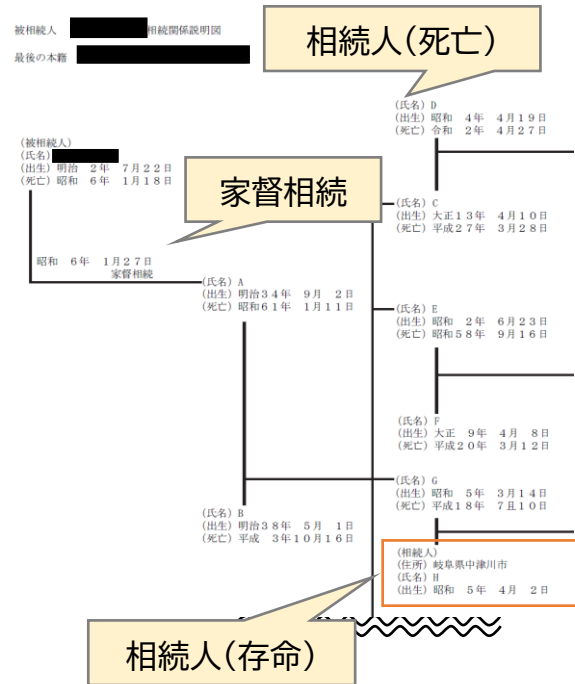 被相続人 相続関係説明図
最後の本籍
相続人(死亡)
(被相続人)
(氏名)
(出生) 明治 2年 7月22日
(死亡) 昭和 6年 1月18日
家督相続
昭和 6年 1月27日
家督相続
(氏名) A
(出生) 明治34年 9月 2日
(死亡) 昭和61年 1月11日
(氏名) B
(出生) 明治38年 5月 1日
(死亡) 平成 3年10月16日
(氏名) D
(出生) 昭和 4年 4月19日
(死亡) 令和 2年 4月27日
(氏名) C
(出生) 大正13年 4月10日
(死亡) 平成27年 3月28日
(氏名) E
(出生) 昭和 2年 6月23日
(死亡) 昭和58年 9月16日
(氏名) F
(出生) 大正 9年 4月 8日
(死亡) 平成20年 3月12日
(氏名) G
(出生) 昭和 5年 3月14日
(死亡) 平成18年 7且10日
(相続人)
(住所) 岐阜県中津川市
(氏名) H
(出生) 昭和 5年 4月 2日
相続人(存命)